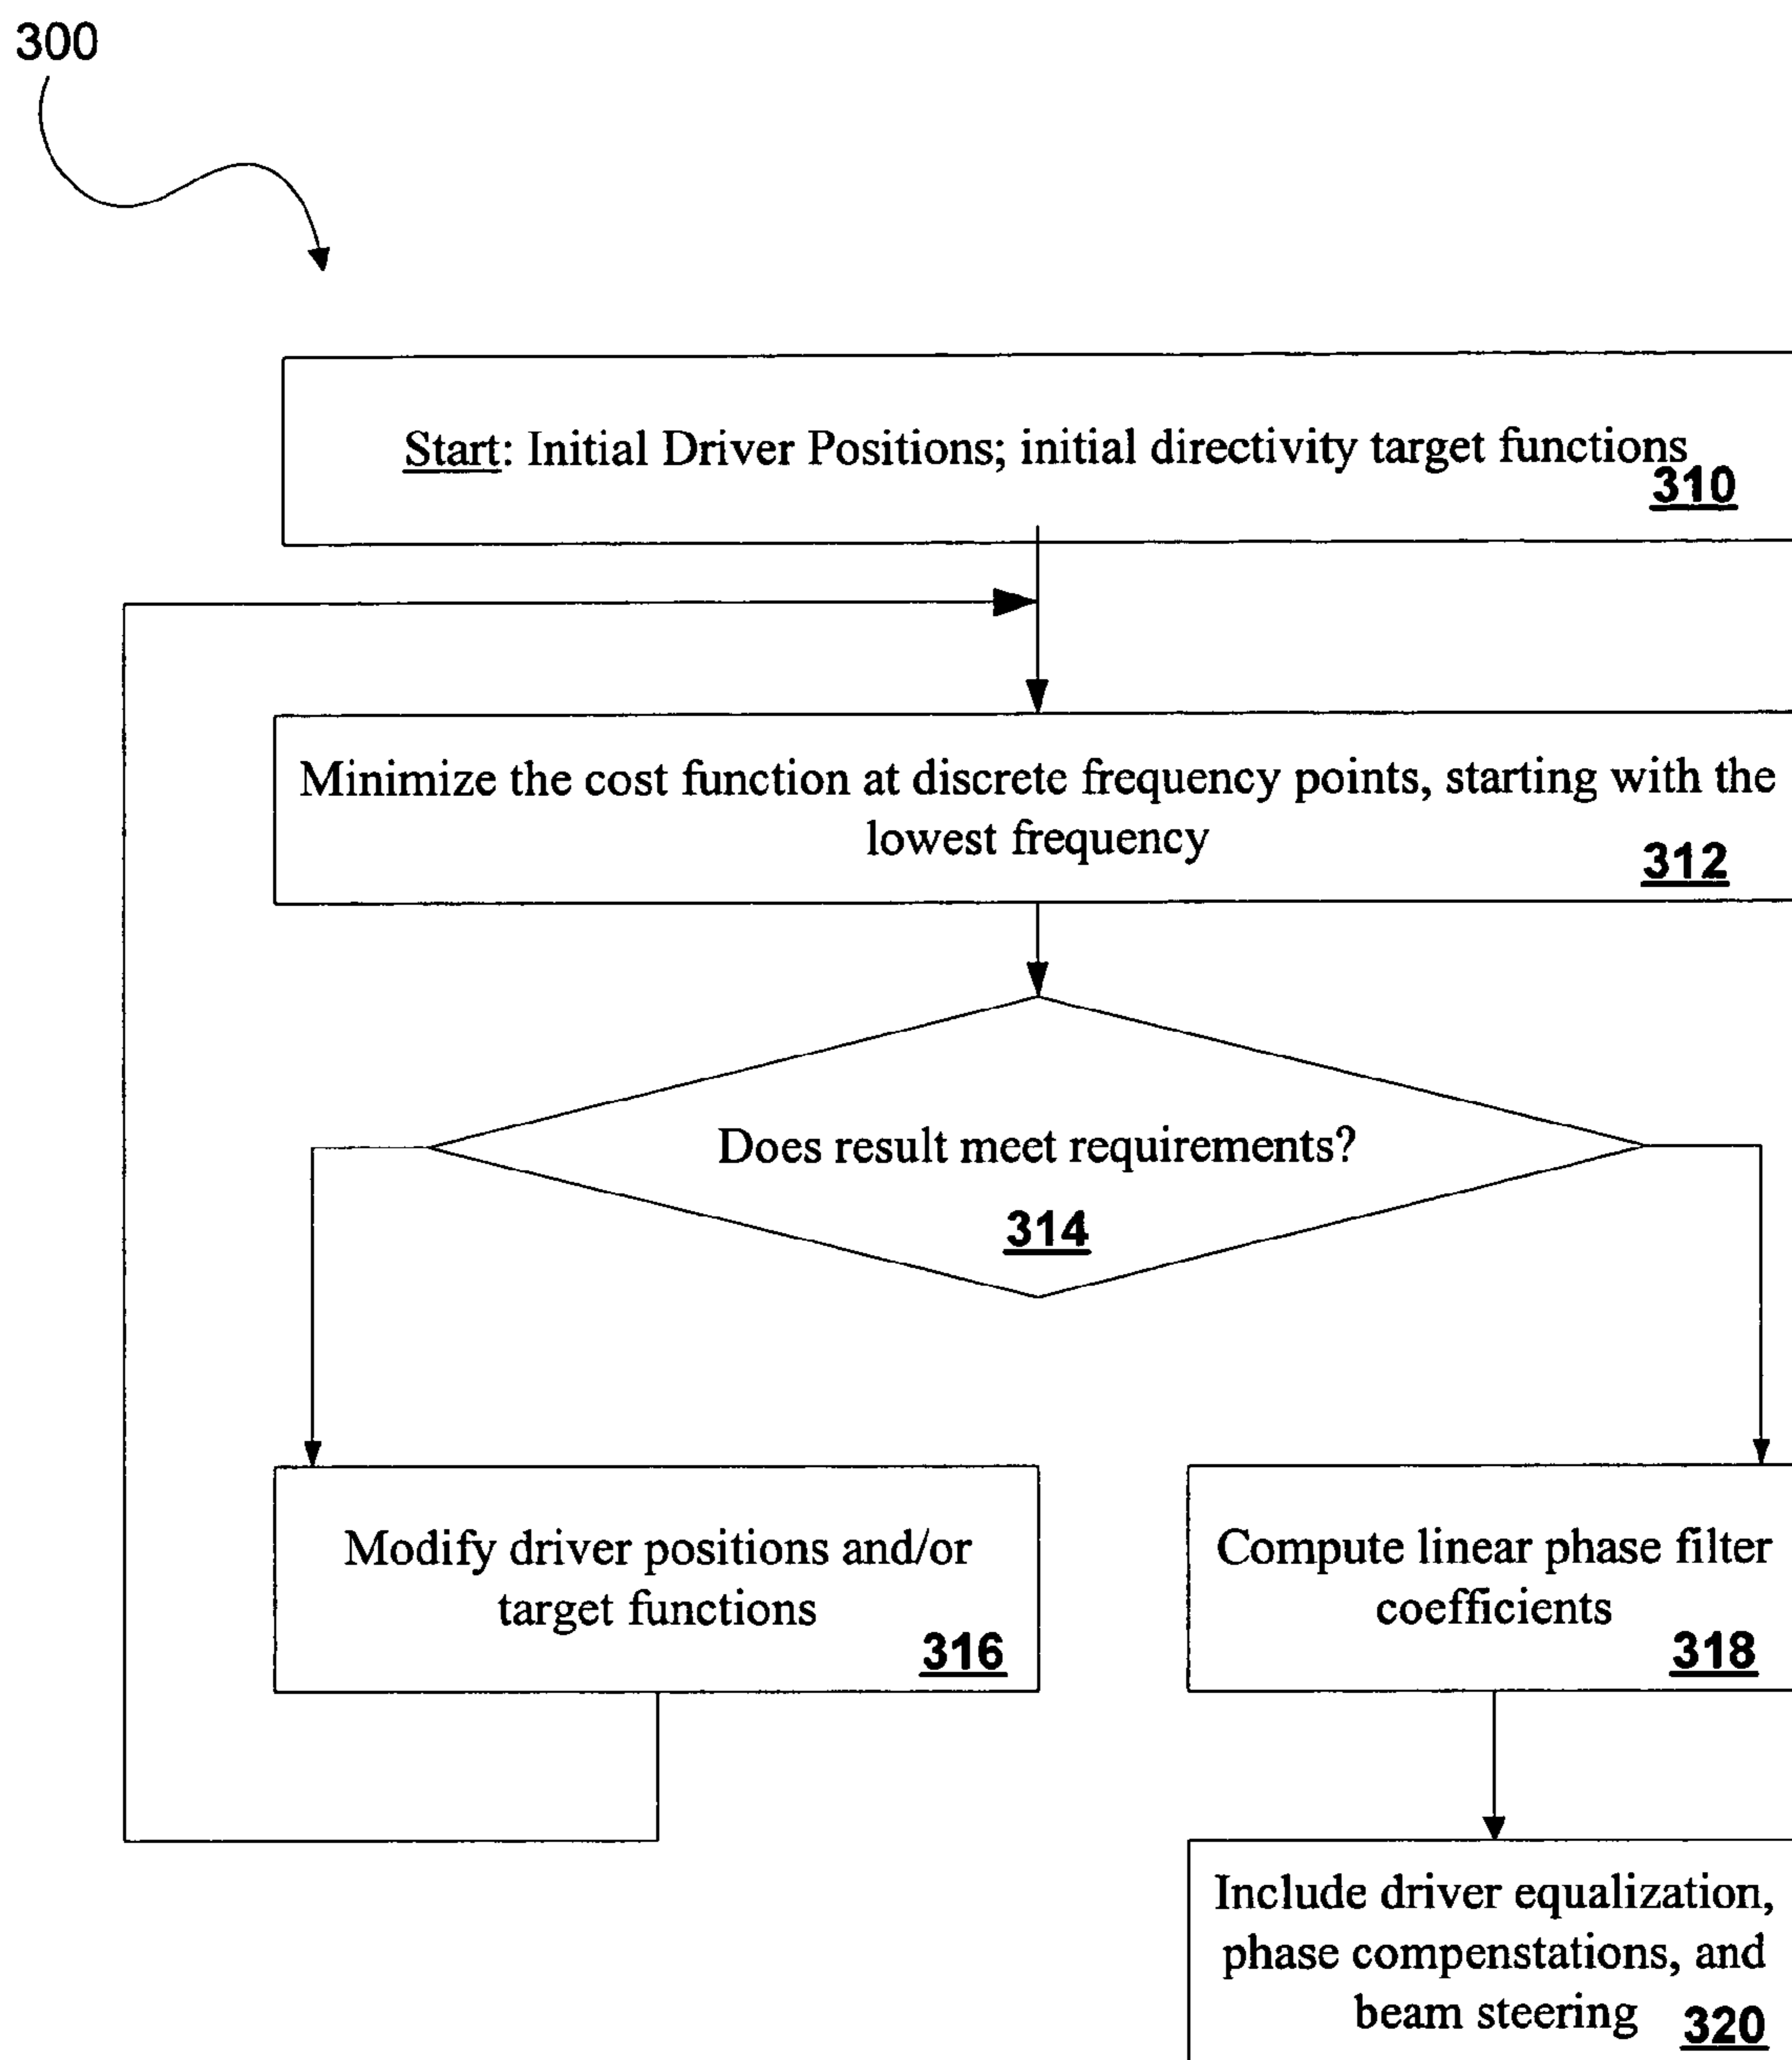 300
Start: Initial Driver Positions; initial directivity target functions
310
Minimize the cost function at discrete frequency points, starting with the
lowest frequency
312
Does result meet requirements?
314
Modify driver positions and/or
target functions
316
Compute linear phase filter
coefficients
318
Include driver equalization,
phase compenstations, and
beam steering
320